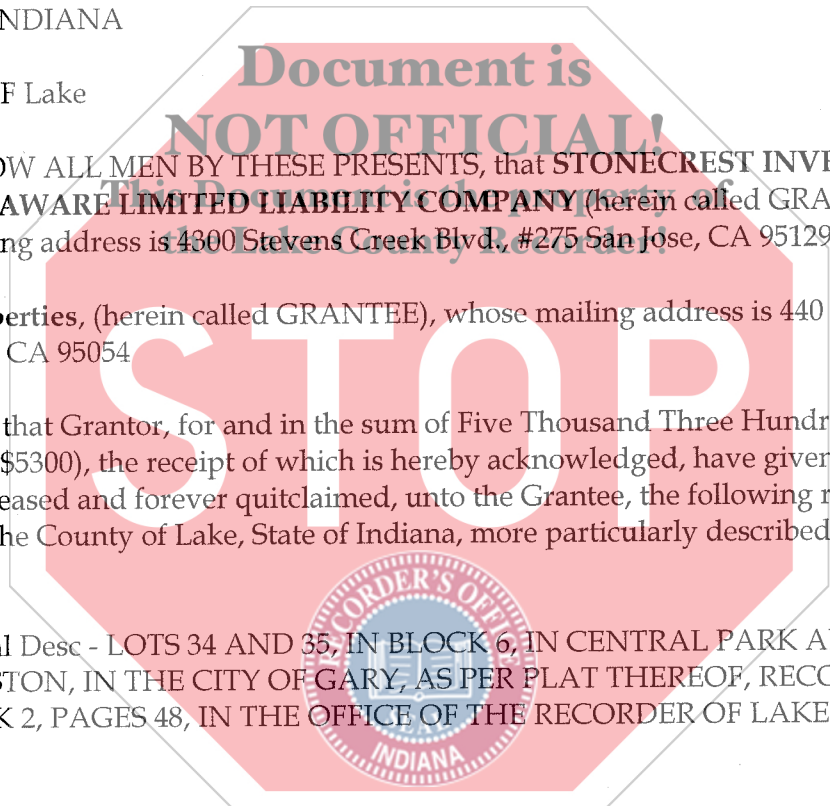 NDIANA
Document is
F Lake
NOT OFFICIAL!
OW ALL MEN BY THESE PRESENTS, that STONECREST INVE
This Document is the property of
AWARE LIMITED LIABILITY COMPANY (herein called GRA
ng address is 4300 Stevens Creek Blvd., #275 San Jose, CA 95129
the Lake County Recorder!
perties, (herein called GRANTEE), whose mailing address is 440
CA 95054
STOP
that Grantor, for and in the sum of Five Thousand Three Hundr
$5300), the receipt of which is hereby acknowledged, have given
eased and forever quitclaimed, unto the Grantee, the following r
he County of Lake, State of Indiana, more particularly described
RECORDER'S OFFICE
al Desc - LOTS 34 AND 35, IN BLOCK 6, IN CENTRAL PARK A
STON, IN THE CITY OF GARY, AS PER PLAT THEREOF, RECO
K 2, PAGES 48, IN THE OFFICE OF THE RECORDER OF LAKE
SEAL
INDIANA